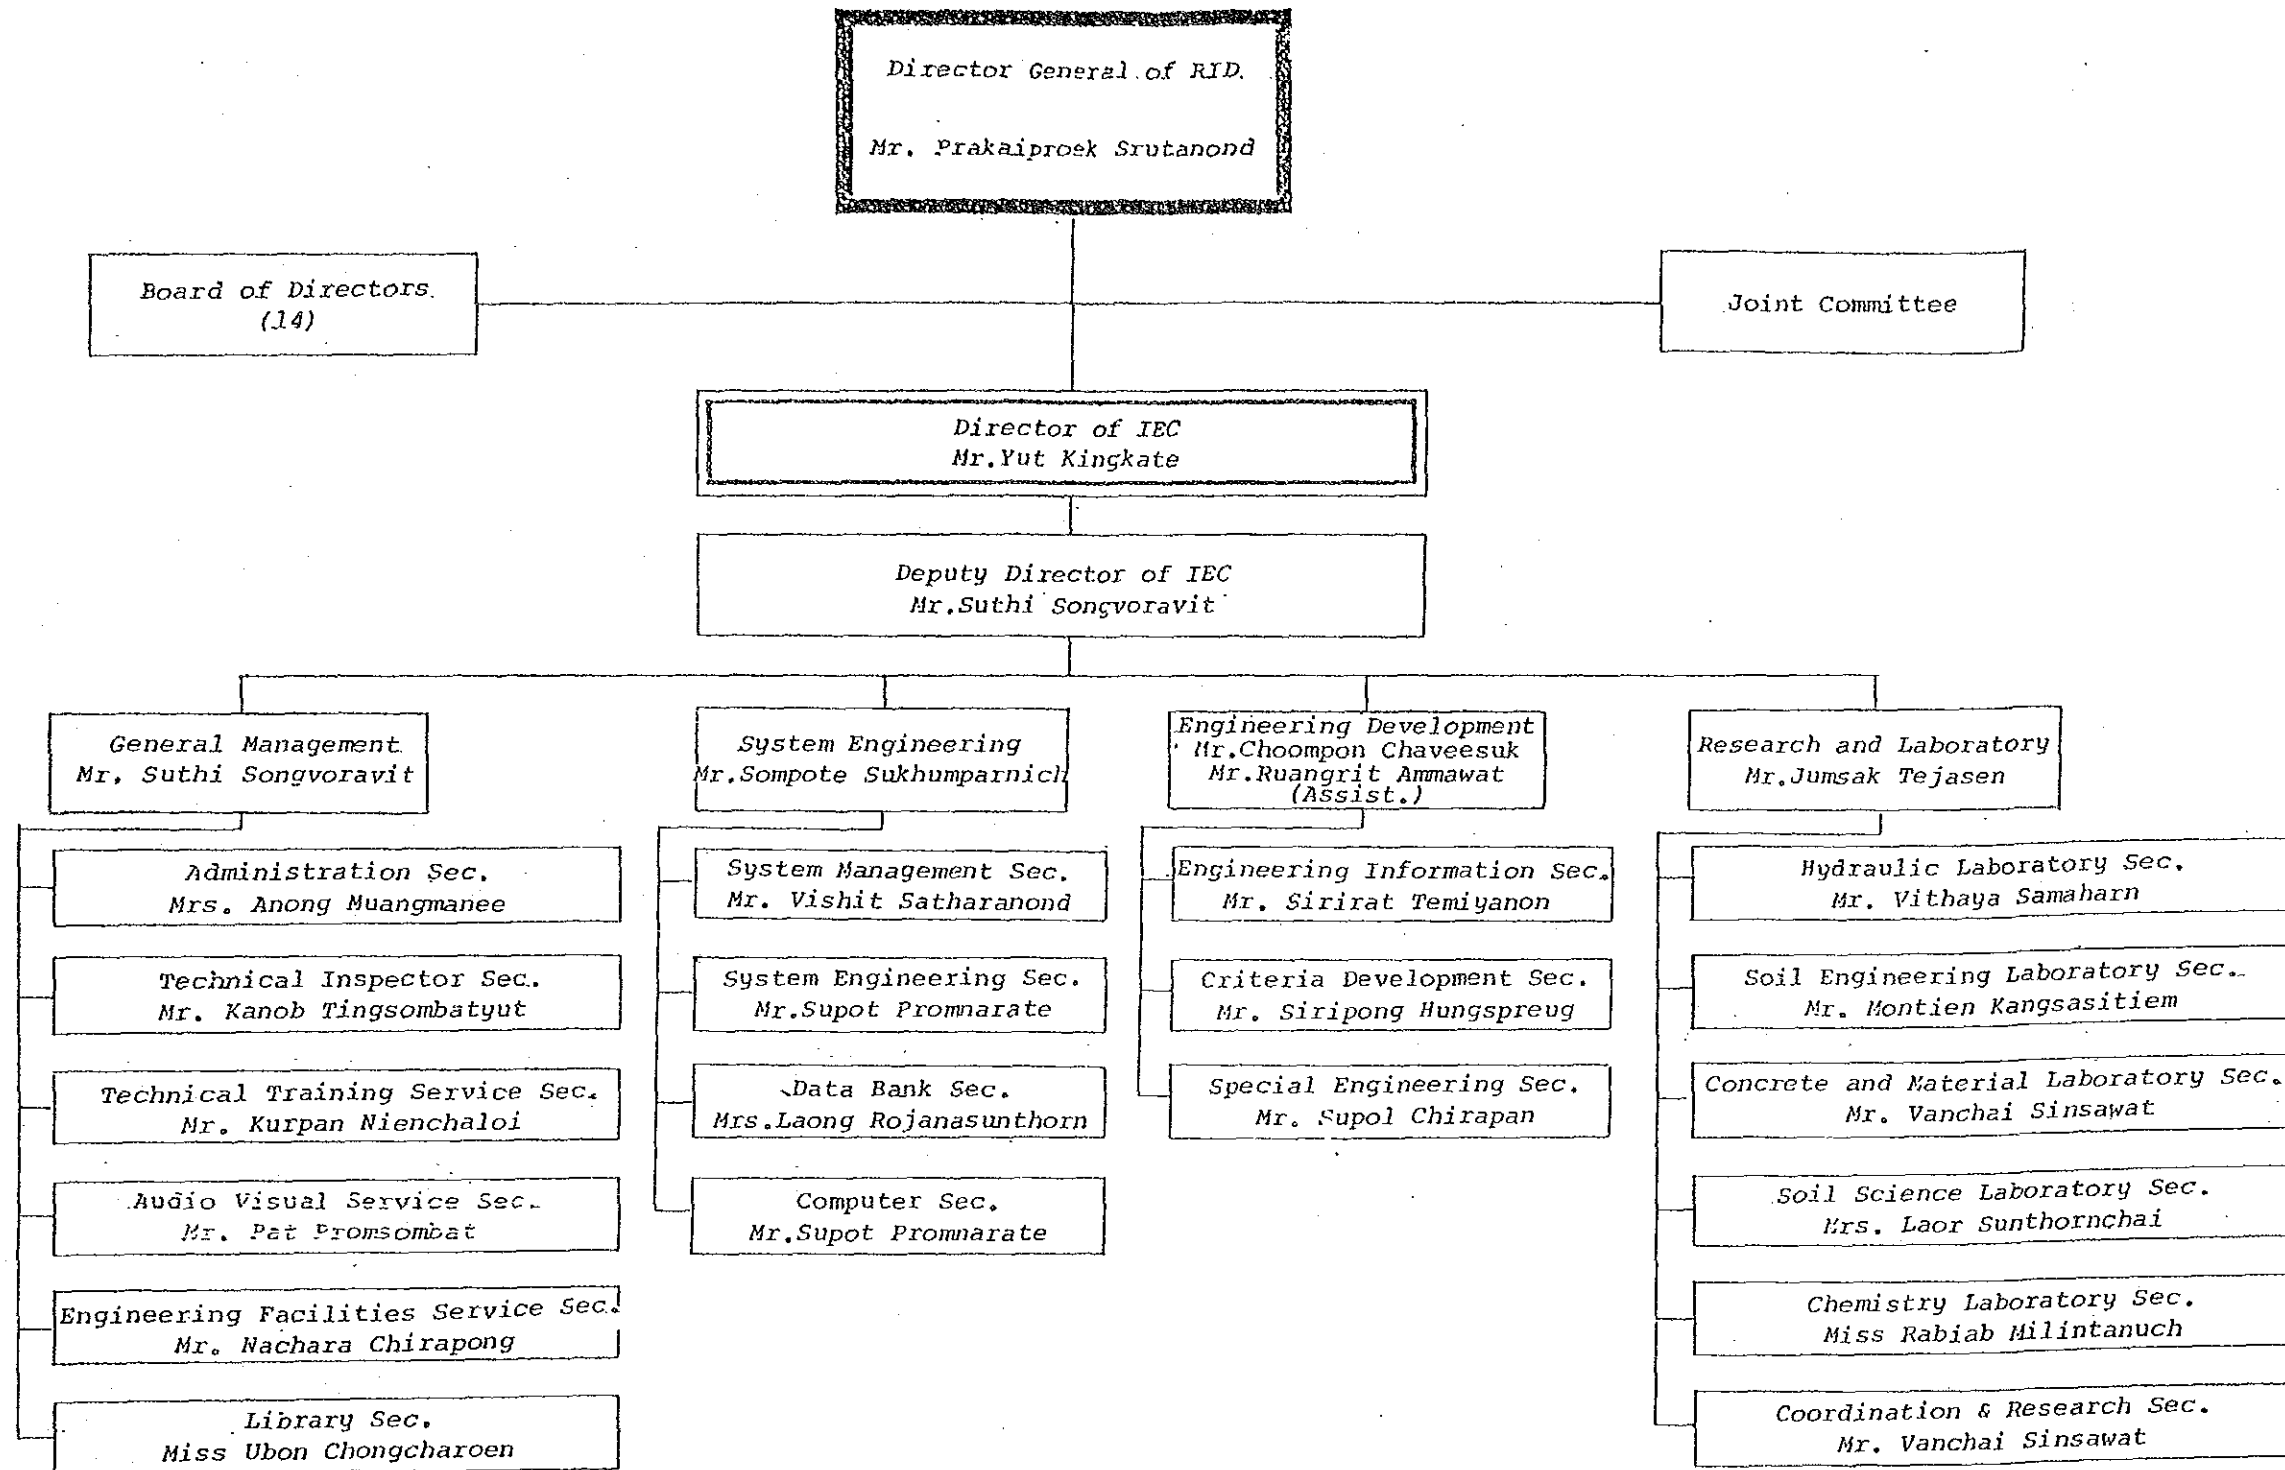 Director General of RID.
Mr. Prakaiproek Srutanond
Board of Directors.
(14)
Joint Committee
Director of IEC
Mr.Yut Kingkate
Deputy Director of IEC
Mr.Suthi Songvoravit
General Management.
Mr. Suthi Songvoravit
System Engineering
Mr.Sompote Sukhumparnich
Engineering Development
Mr.Choompon Chaveesuk
Mr.Ruangrit Ammawat
(Assist.)
Research and Laboratory
Mr.Jumsak Tejasen
Administration Sec.
Mrs. Anong Muangmanee
Technical Inspector Sec.
Mr. Kanob Tingsombatyut
Technical Training Service Sec.
Mr. Kurpan Nienchaloi
Audio Visual Service Sec.
Mr. Pat Promsombat
Engineering Facilities Service Sec.
Mr. Nachara Chirapong
Library Sec.
Miss Ubon Chongcharoen
System Management Sec.
Mr. Vishit Satharanond
System Engineering Sec.
Mr.Supot Promnarate
Data Bank Sec.
Mrs.Laong Rojanasunthorn
Computer Sec.
Mr.Supot Promnarate
Engineering Information Sec.
Mr. Sirirat Temiyanon
Criteria Development Sec.
Mr. Siripong Hungspreug
Special Engineering Sec.
Mr. Supol Chirapan
Hydraulic Laboratory Sec.
Mr. Vithaya Samaharn
Soil Engineering Laboratory Sec.
Mr. Montien Kangsasitiem
Concrete and Material Laboratory Sec.
Mr. Vanchai Sinsawat
Soil Science Laboratory Sec.
Mrs. Laor Sunthornchai
Chemistry Laboratory Sec.
Miss Rabiab Milintanuch
Coordination & Research Sec.
Mr. Vanchai Sinsawat